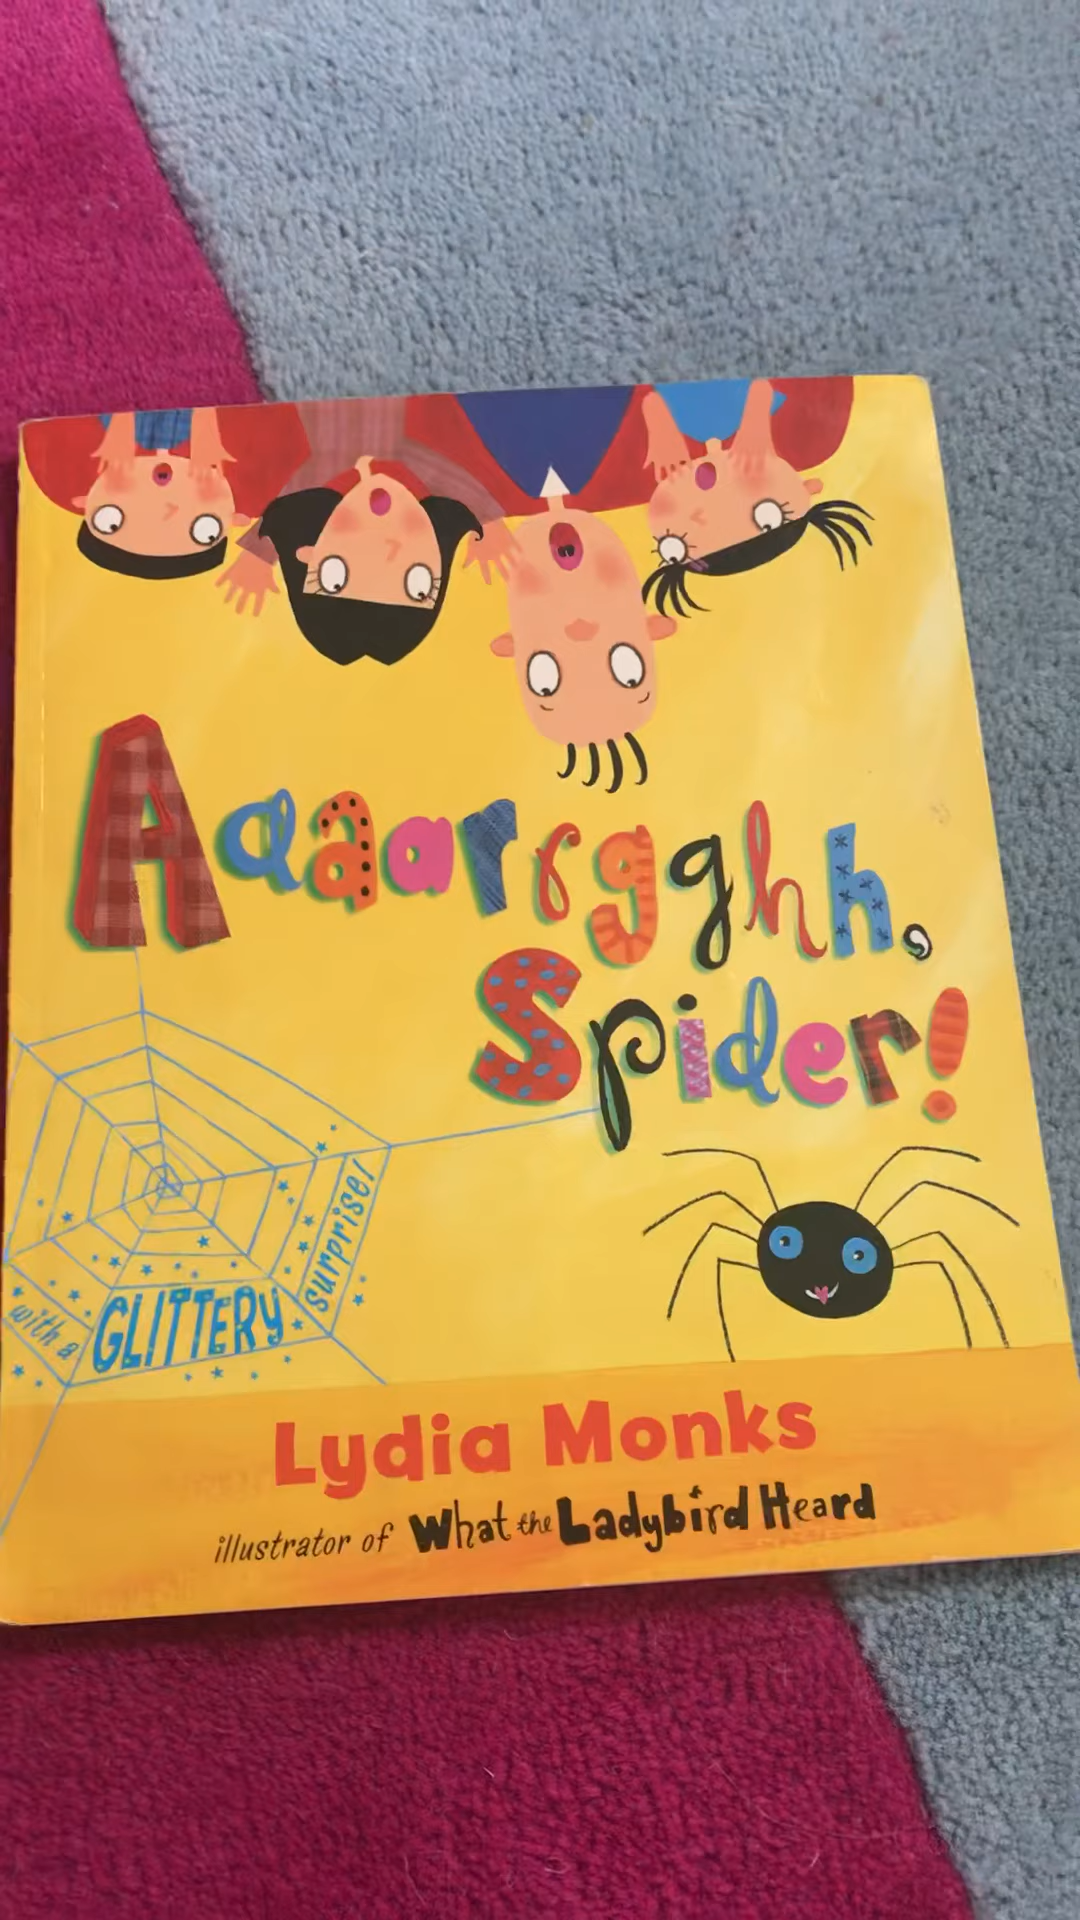 Aaaarrgghh,
Spider!
with a
GLITTERY
surprise!
Lydia Monks
illustrator of What the Ladybird Heard